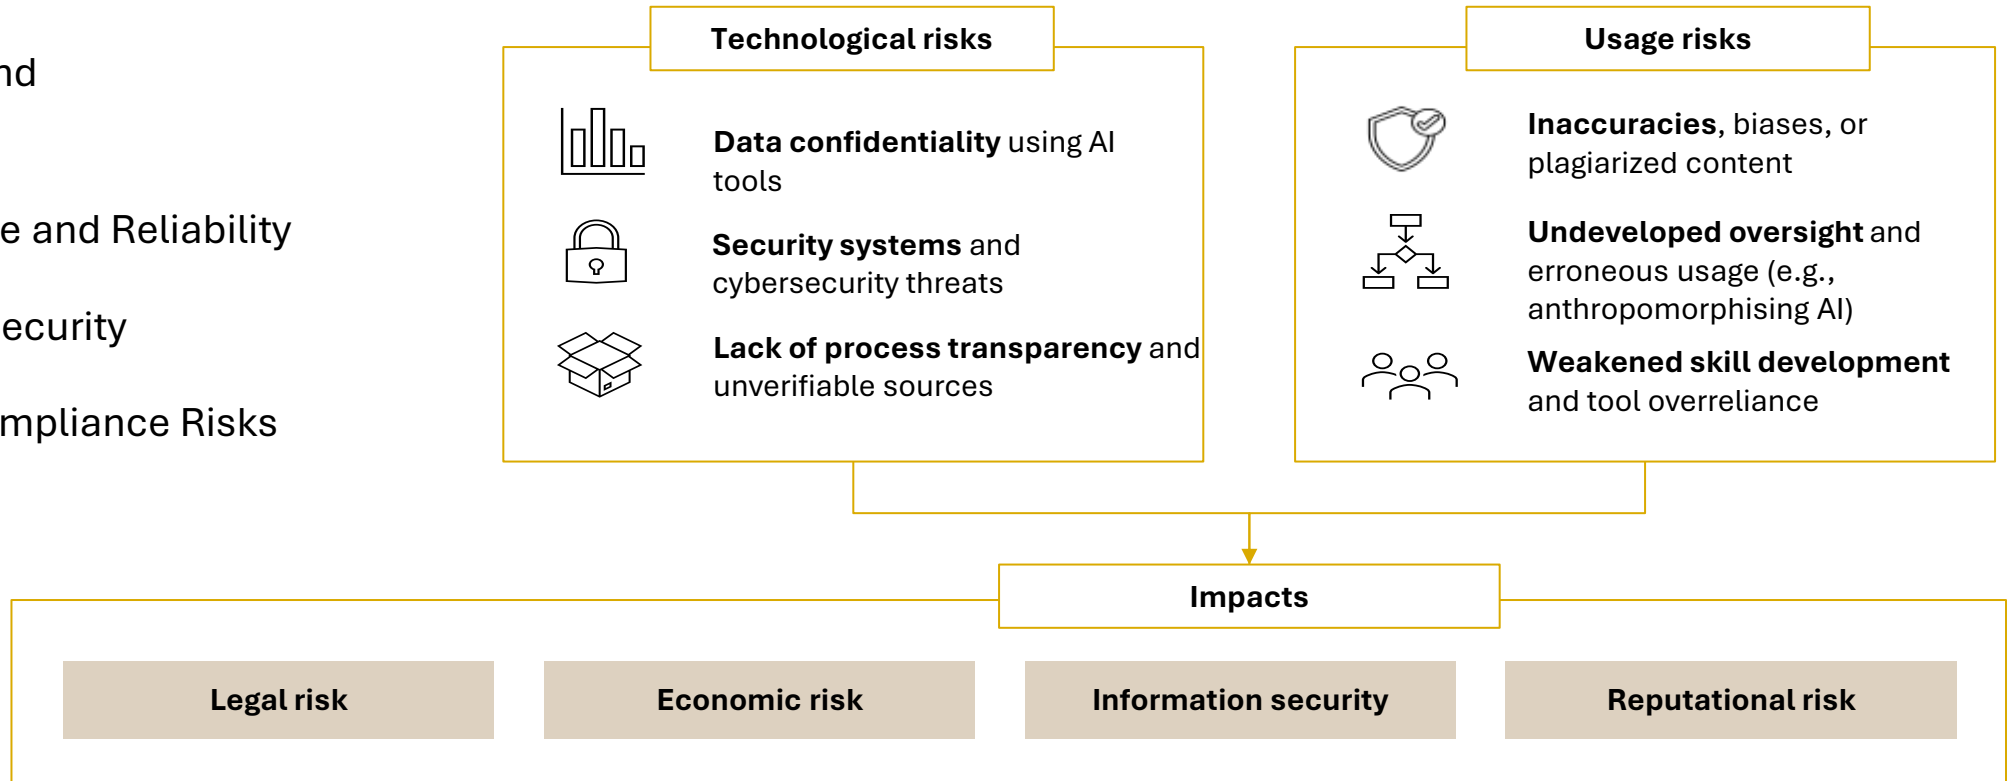 nd
e and Reliability
ecurity
mpliance Risks
Technological risks
Data confidentiality using AI
tools
Security systems and
cybersecurity threats
Lack of process transparency and
unverifiable sources
Usage risks
Inaccuracies, biases, or
plagiarized content
Undeveloped oversight and
erroneous usage (e.g.,
anthropomorphising AI)
Weakened skill development
and tool overreliance
Impacts
Legal risk
Economic risk
Information security
Reputational risk